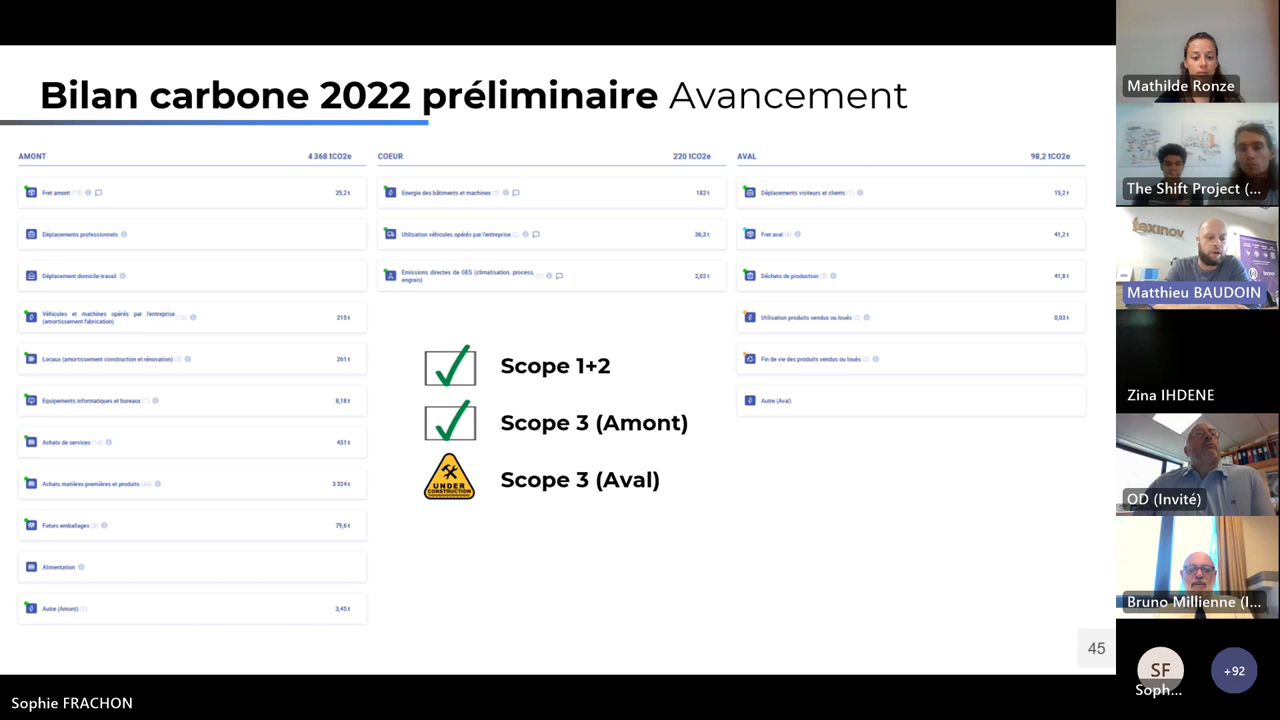 Bilan carbone 2022 préliminaire Avancement
AMONT 4 368 tCO2e
Fret amont 25,2 t
Déplacements professionnels
Déplacement domicile travail
Véhicules et machines opérés par l'entreprise
(amortissement fabrication) 215 t
Locaux (amortissement construction et rénovation) 261 t
Equipements informatiques et bureaux 8,18 t
Achats de services 451 t
Achats matières premières et produits 3 324 t
Futurs emballages 79,6 t
Alimentation
Autre (Amont) 3,45 t
COEUR 220 tCO2e
Energie des bâtiments et machines 182 t
Utilisation véhicules opérés par l'entreprise 36,3 t
Emissions directes de GES (climatisation, process,
engrais) 2,02 t
Scope 1+2
Scope 3 (Amont)
UNDER
CONSTRUCTION
Scope 3 (Aval)
AVAL 98,2 tCO2e
Déplacements visiteurs et clients 15,2 t
Fret aval 41,2 t
Déchets de production 41,8 t
Utilisation produits vendus ou loués 0,03 t
Fin de vie des produits vendus ou loués
Autre (Aval)
45
Mathilde Ronze
The Shift Project (...
texinov
Matthieu BAUDOIN
Zina IHDENE
OD (Invité)
Bruno Millienne (I...
SF
Soph...
+92
Sophie FRACHON